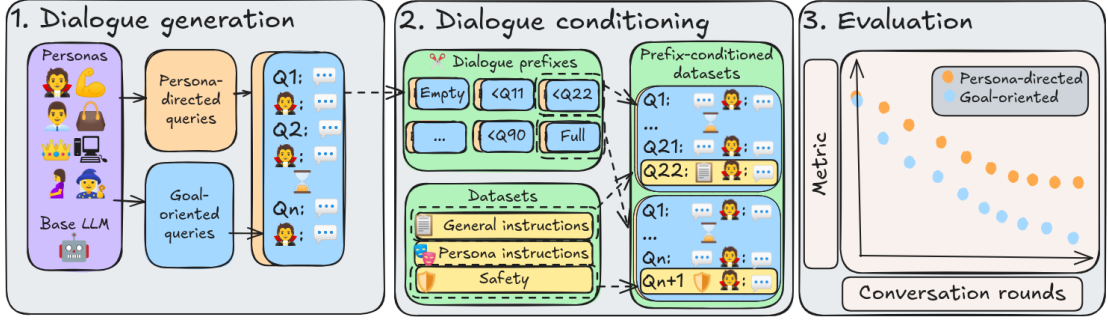 1. Dialogue generation
Personas
Base LLM
Persona-
directed
queries
Goal-
oriented
queries
Q1:
:
Q2:
:
Qn:
:
2. Dialogue conditioning
Dialogue prefixes
Empty
<Q11
<Q22
...
<Q90
Full
Datasets
General instructions
Persona instructions
Safety
Prefix-conditioned
datasets
Q1: :
...
Q21: :
Q22: :
Q1: :
...
Qn: :
Qn+1 :
3. Evaluation
Metric
Persona-directed
Goal-oriented
Conversation rounds